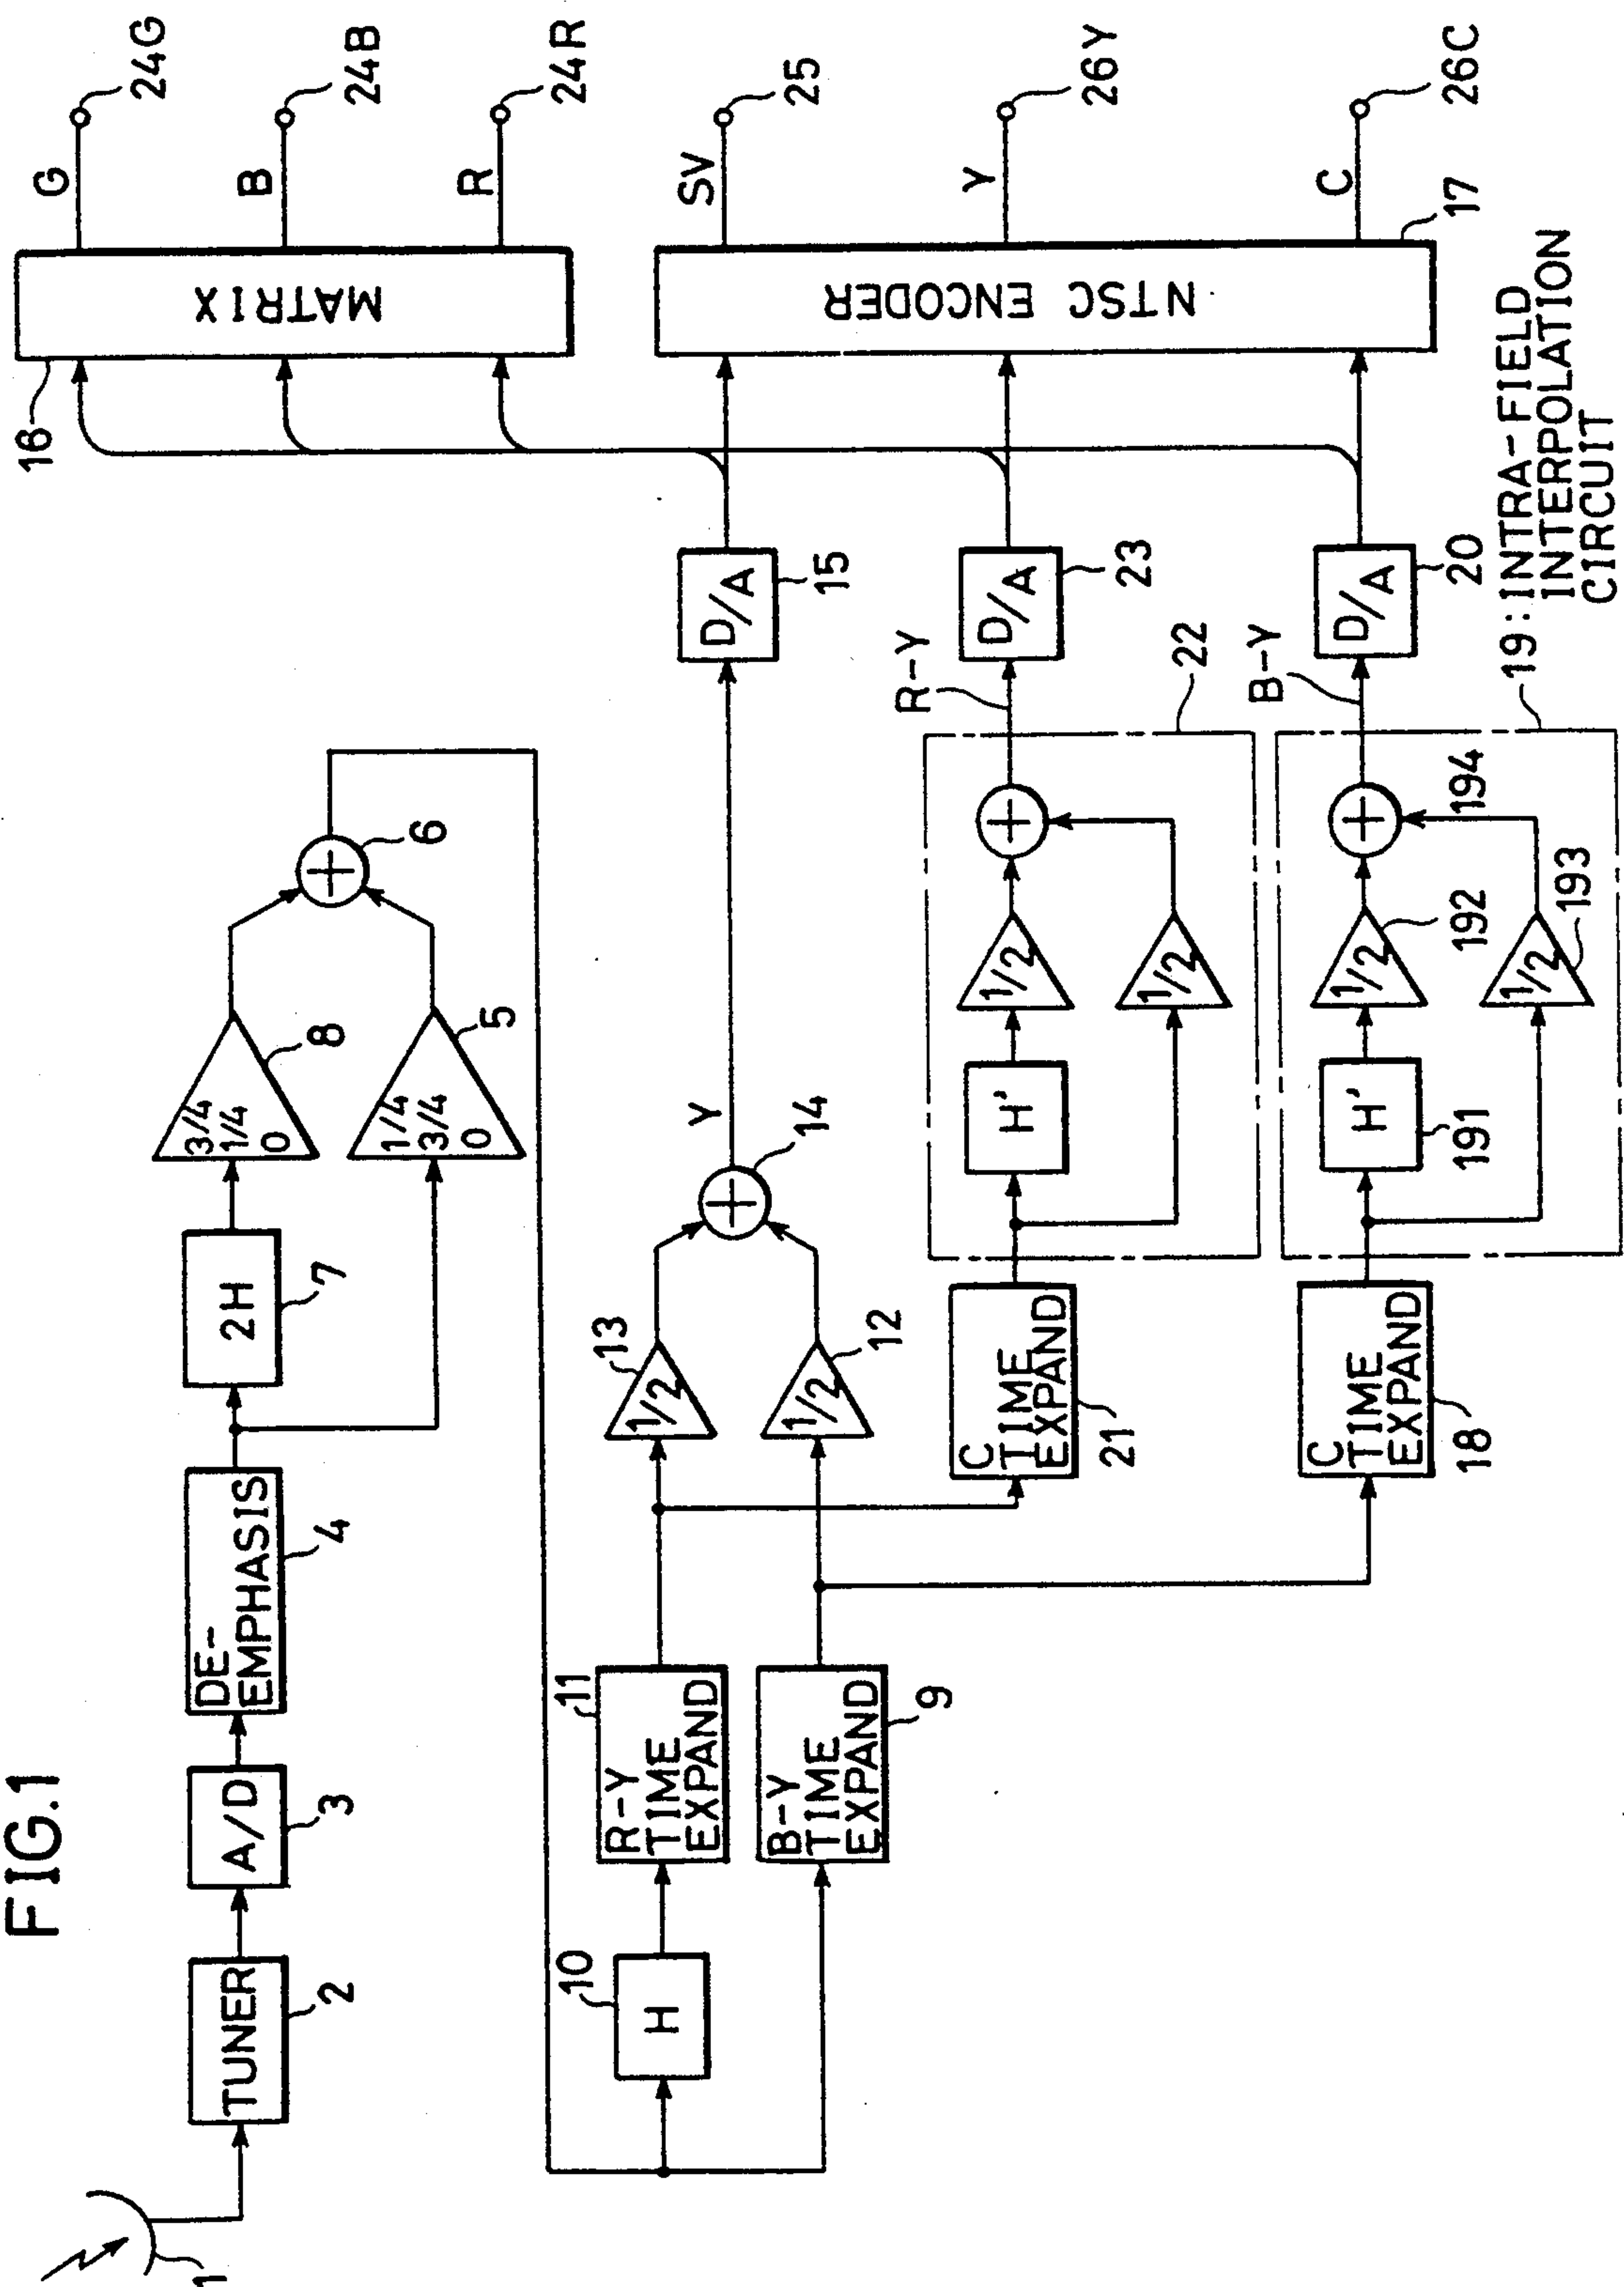 FIG.1
1
TUNER
2
A/D
3
DE-
EMPHASIS
4
2H
7
3/4
1/4
0
8
1/4
3/4
0
5
6
H
10
R-Y
TIME
EXPAND
11
B-Y
TIME
EXPAND
9
1/2
13
1/2
12
14
Y
D/A
15
C
TIME
EXPAND
21
H'
1/2
1/2
22
R-Y
D/A
23
C
TIME
EXPAND
18
H'
191
1/2
192
1/2
193
194
B-Y
D/A
20
19: INTRA-FIELD
INTERPOLATION
CIRCUIT
MATRIX
16
G
24G
B
24B
R
24R
NTSC ENCODER
17
SV
25
Y
26Y
C
26C